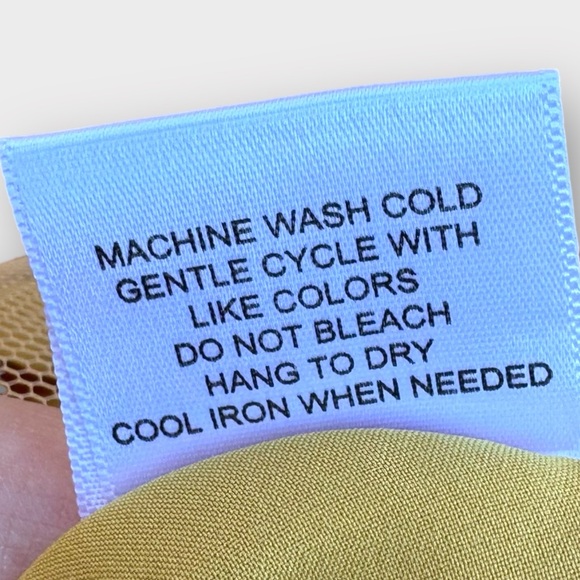 MACHINE WASH COLD
GENTLE CYCLE WITH
LIKE COLORS
DO NOT BLEACH
HANG TO DRY
COOL IRON WHEN NEEDED